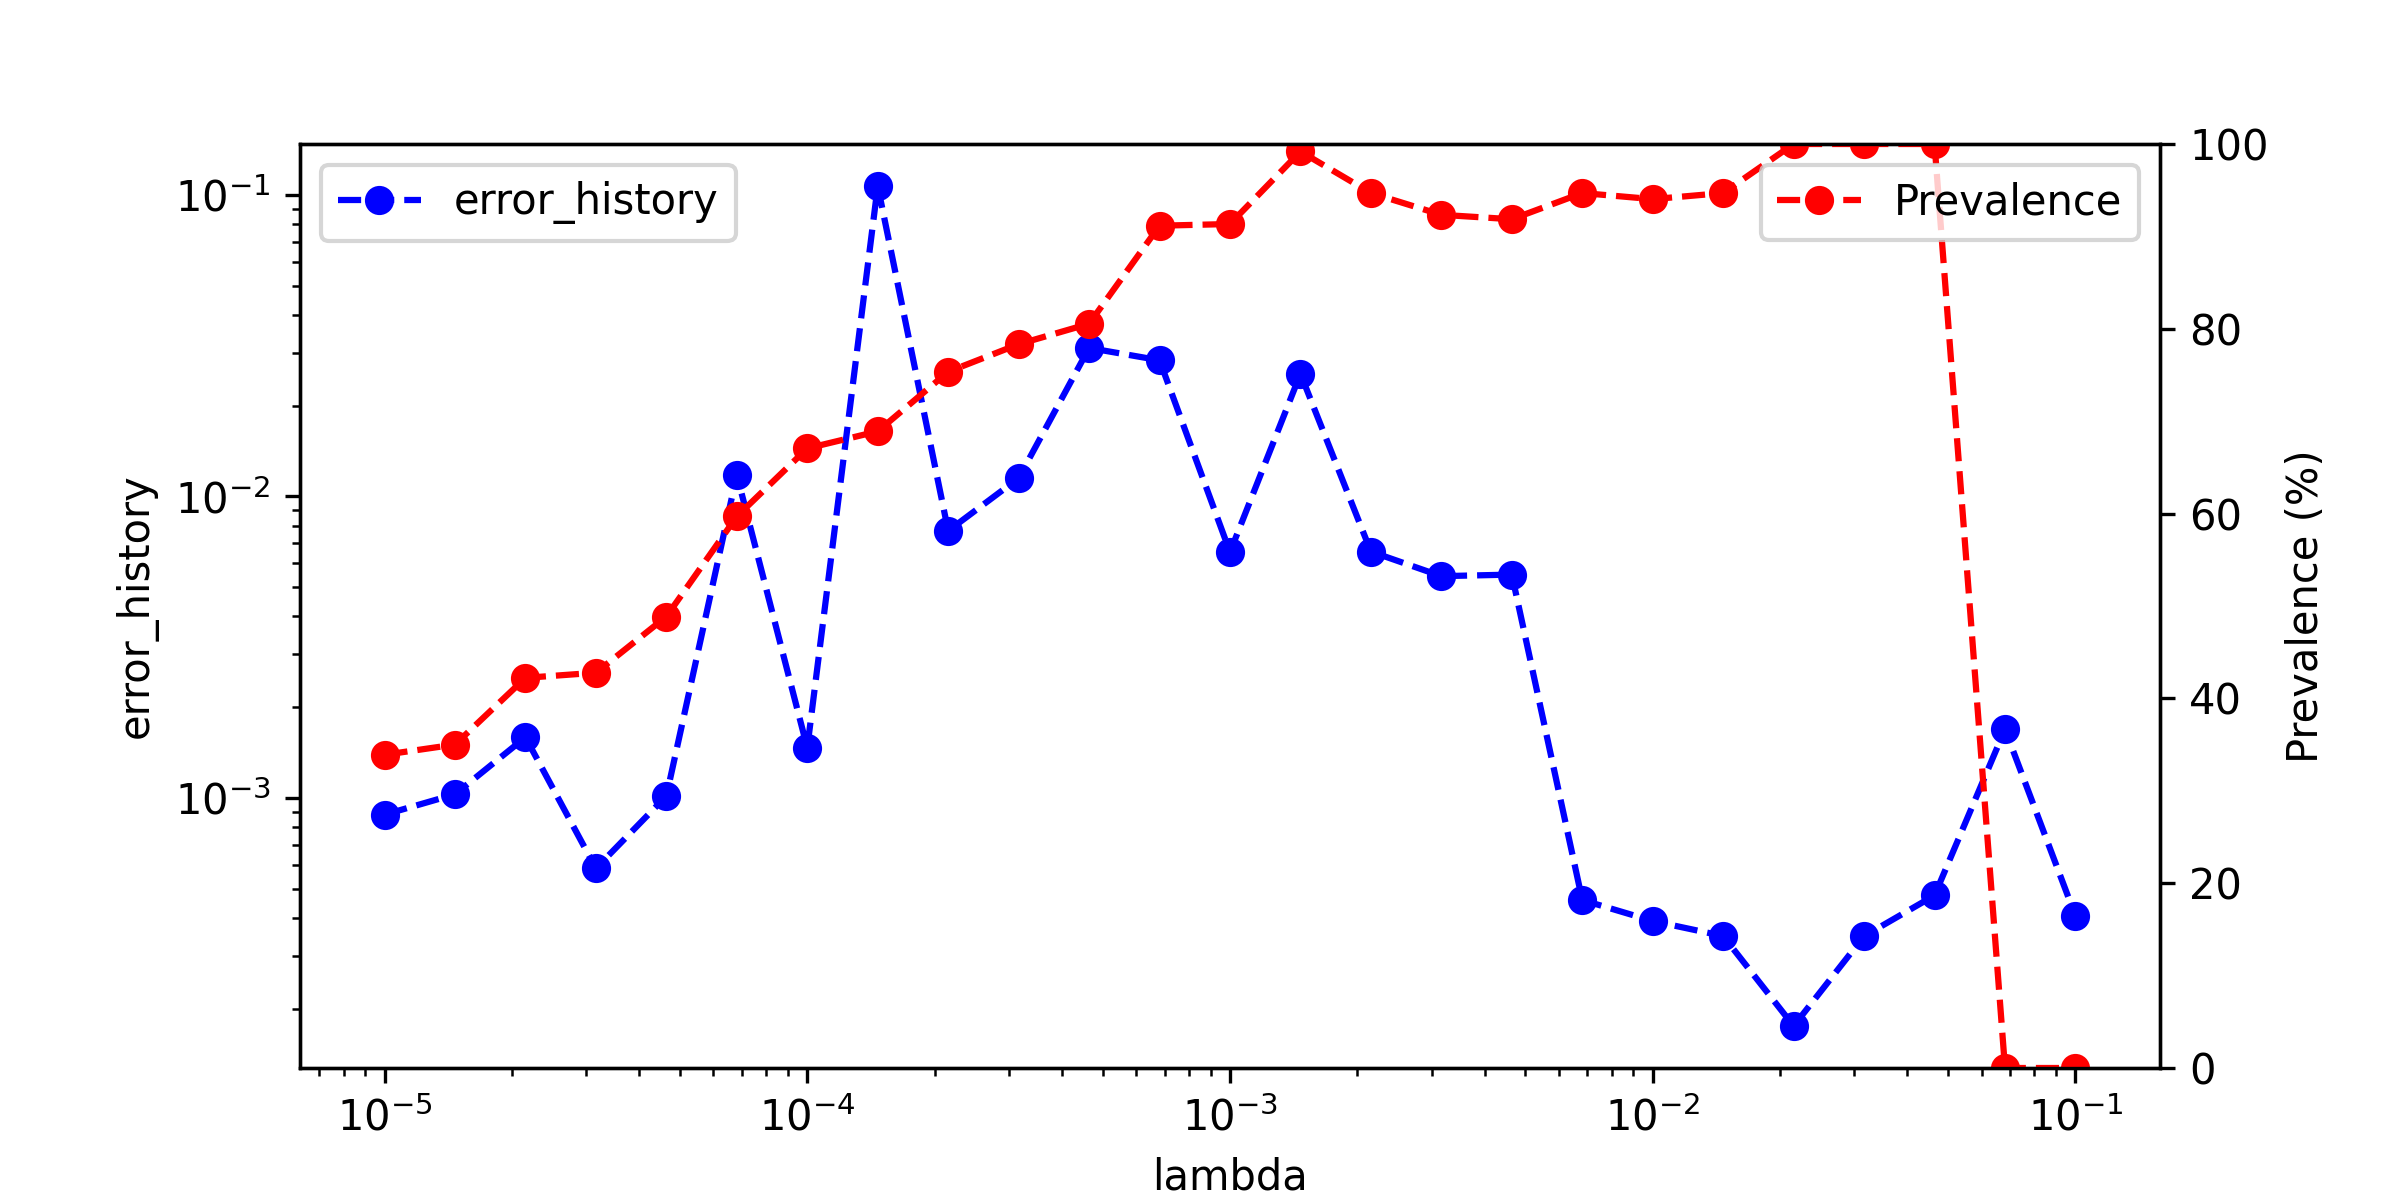 error_history
Prevalence
10⁻¹
10⁻²
10⁻³
error_history
100
80
60
40
20
0
Prevalence (%)
10⁻⁵
10⁻⁴
10⁻³
10⁻²
10⁻¹
lambda